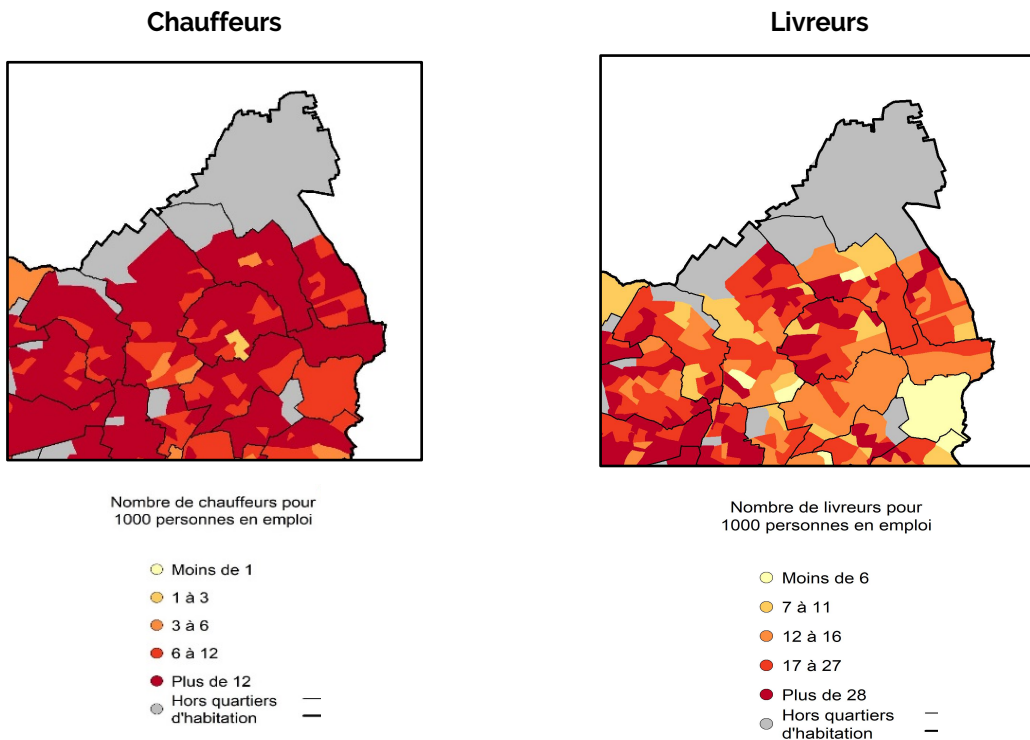 Chauffeurs
Nombre de chauffeurs pour
1000 personnes en emploi
Moins de 1
1 à 3
3 à 6
6 à 12
Plus de 12
Hors quartiers
d'habitation
Livreurs
Nombre de livreurs pour
1000 personnes en emploi
Moins de 6
7 à 11
12 à 16
17 à 27
Plus de 28
Hors quartiers
d'habitation